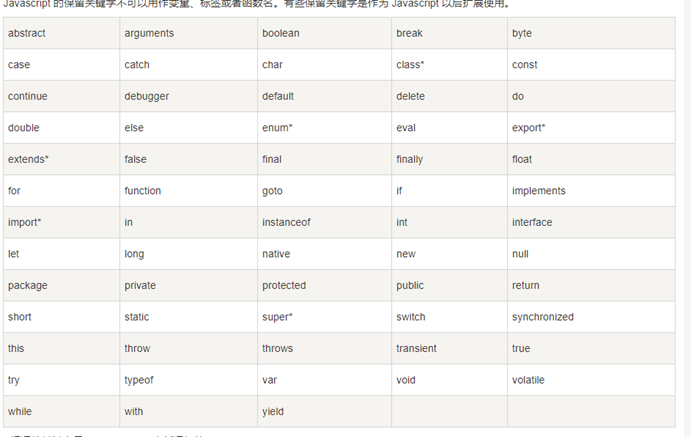 Javascript 的保留关键字不可以用作变量、标签或者函数名。有些保留关键字是作为 Javascript 以后扩展使用。
abstract arguments boolean break byte
case catch char class* const
continue debugger default delete do
double else enum* eval export*
extends* false final finally float
for function goto if implements
import* in instanceof int interface
let long native new null
package private protected public return
short static super* switch synchronized
this throw throws transient true
try typeof var void volatile
while with yield